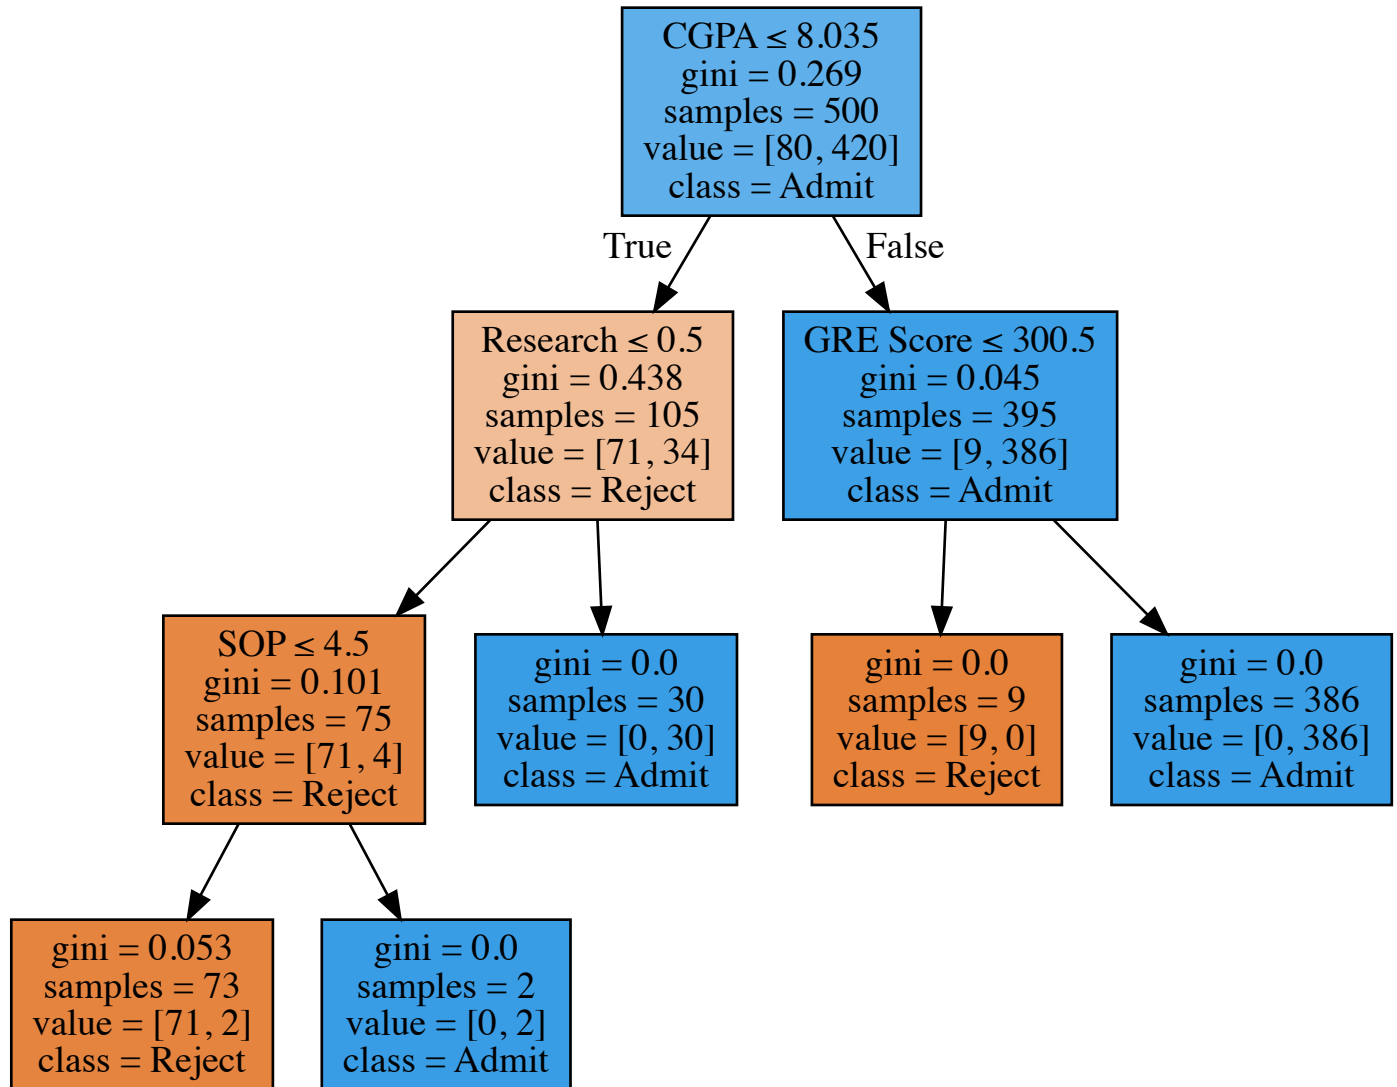 CGPA ≤ 8.035
gini = 0.269
samples = 500
value = [80, 420]
class = Admit
True
False
Research ≤ 0.5
gini = 0.438
samples = 105
value = [71, 34]
class = Reject
GRE Score ≤ 300.5
gini = 0.045
samples = 395
value = [9, 386]
class = Admit
SOP ≤ 4.5
gini = 0.101
samples = 75
value = [71, 4]
class = Reject
gini = 0.0
samples = 30
value = [0, 30]
class = Admit
gini = 0.0
samples = 9
value = [9, 0]
class = Reject
gini = 0.0
samples = 386
value = [0, 386]
class = Admit
gini = 0.053
samples = 73
value = [71, 2]
class = Reject
gini = 0.0
samples = 2
value = [0, 2]
class = Admit